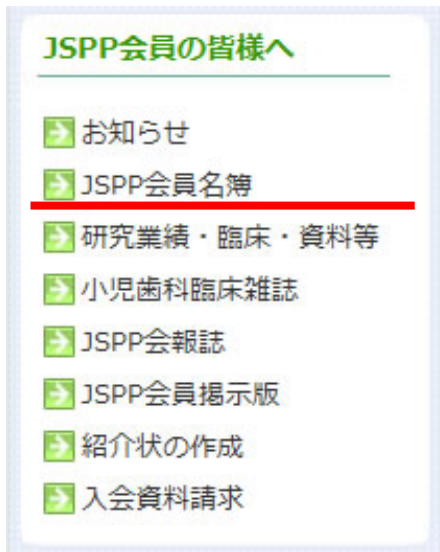 JSPP会員の皆様へ
お知らせ
JSPP会員名簿
研究業績・臨床・資料等
小児歯科臨床雑誌
JSPP会報誌
JSPP会員掲示版
紹介状の作成
入会資料請求